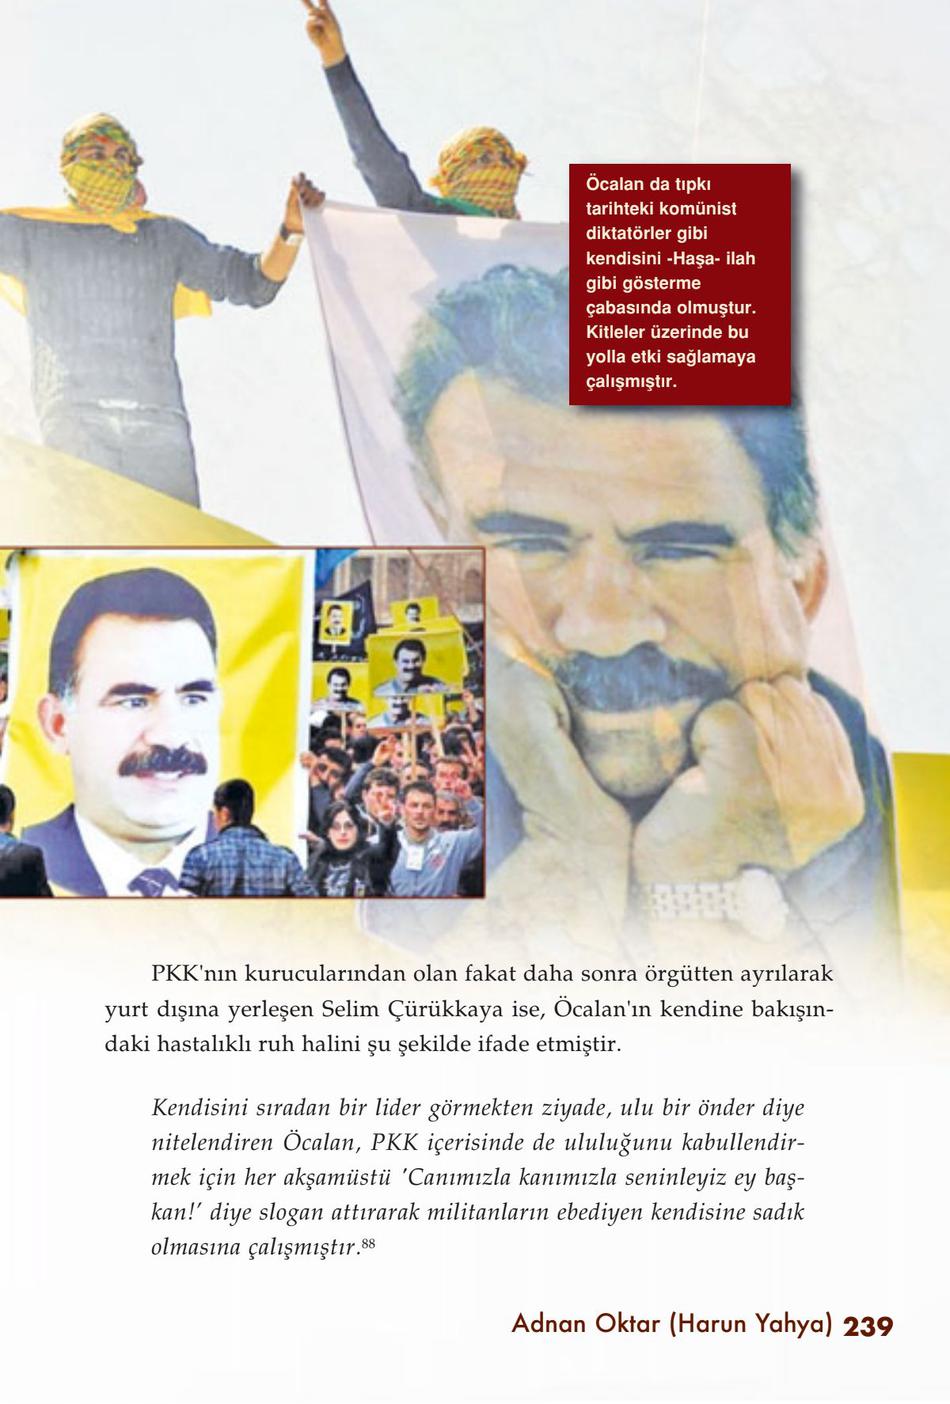 Öcalan da tıpkı
tarihteki komünist
diktatörler gibi
kendisini -Haşa- ilah
gibi gösterme
çabasında olmuştur.
Kitleler üzerinde bu
yolla etki sağlamaya
çalışmıştır.
PKK'nın kurucularından olan fakat daha sonra örgütten ayrılarak
yurt dışına yerleşen Selim Çürükkaya ise, Öcalan'ın kendine bakışın-
daki hastalıklı ruh halini şu şekilde ifade etmiştir.
Kendisini sıradan bir lider görmekten ziyade, ulu bir önder diye
nitelendiren Öcalan, PKK içerisinde de ululuğunu kabullendir-
mek için her akşamüstü 'Canımızla kanımızla seninleyiz ey baş-
kan!' diye slogan attırarak militanların ebediyen kendisine sadık
olmasına çalışmıştır.88
Adnan Oktar (Harun Yahya) 239